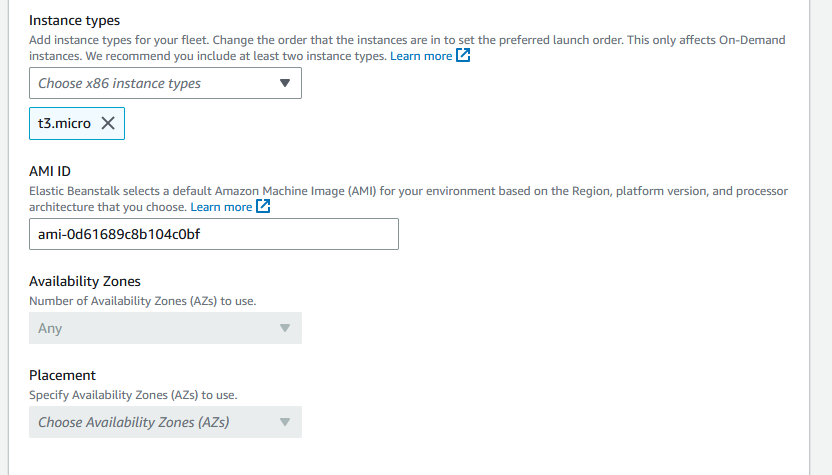 Instance types
Add instance types for your fleet. Change the order that the instances are in to set the preferred launch order. This only affects On-Demand
instances. We recommend you include at least two instance types. Learn more
Choose x86 instance types
t3.micro
AMI ID
Elastic Beanstalk selects a default Amazon Machine Image (AMI) for your environment based on the Region, platform version, and processor
architecture that you choose. Learn more
ami-0d61689c8b104c0bf
Availability Zones
Number of Availability Zones (AZs) to use.
Any
Placement
Specify Availability Zones (AZs) to use.
Choose Availability Zones (AZs)